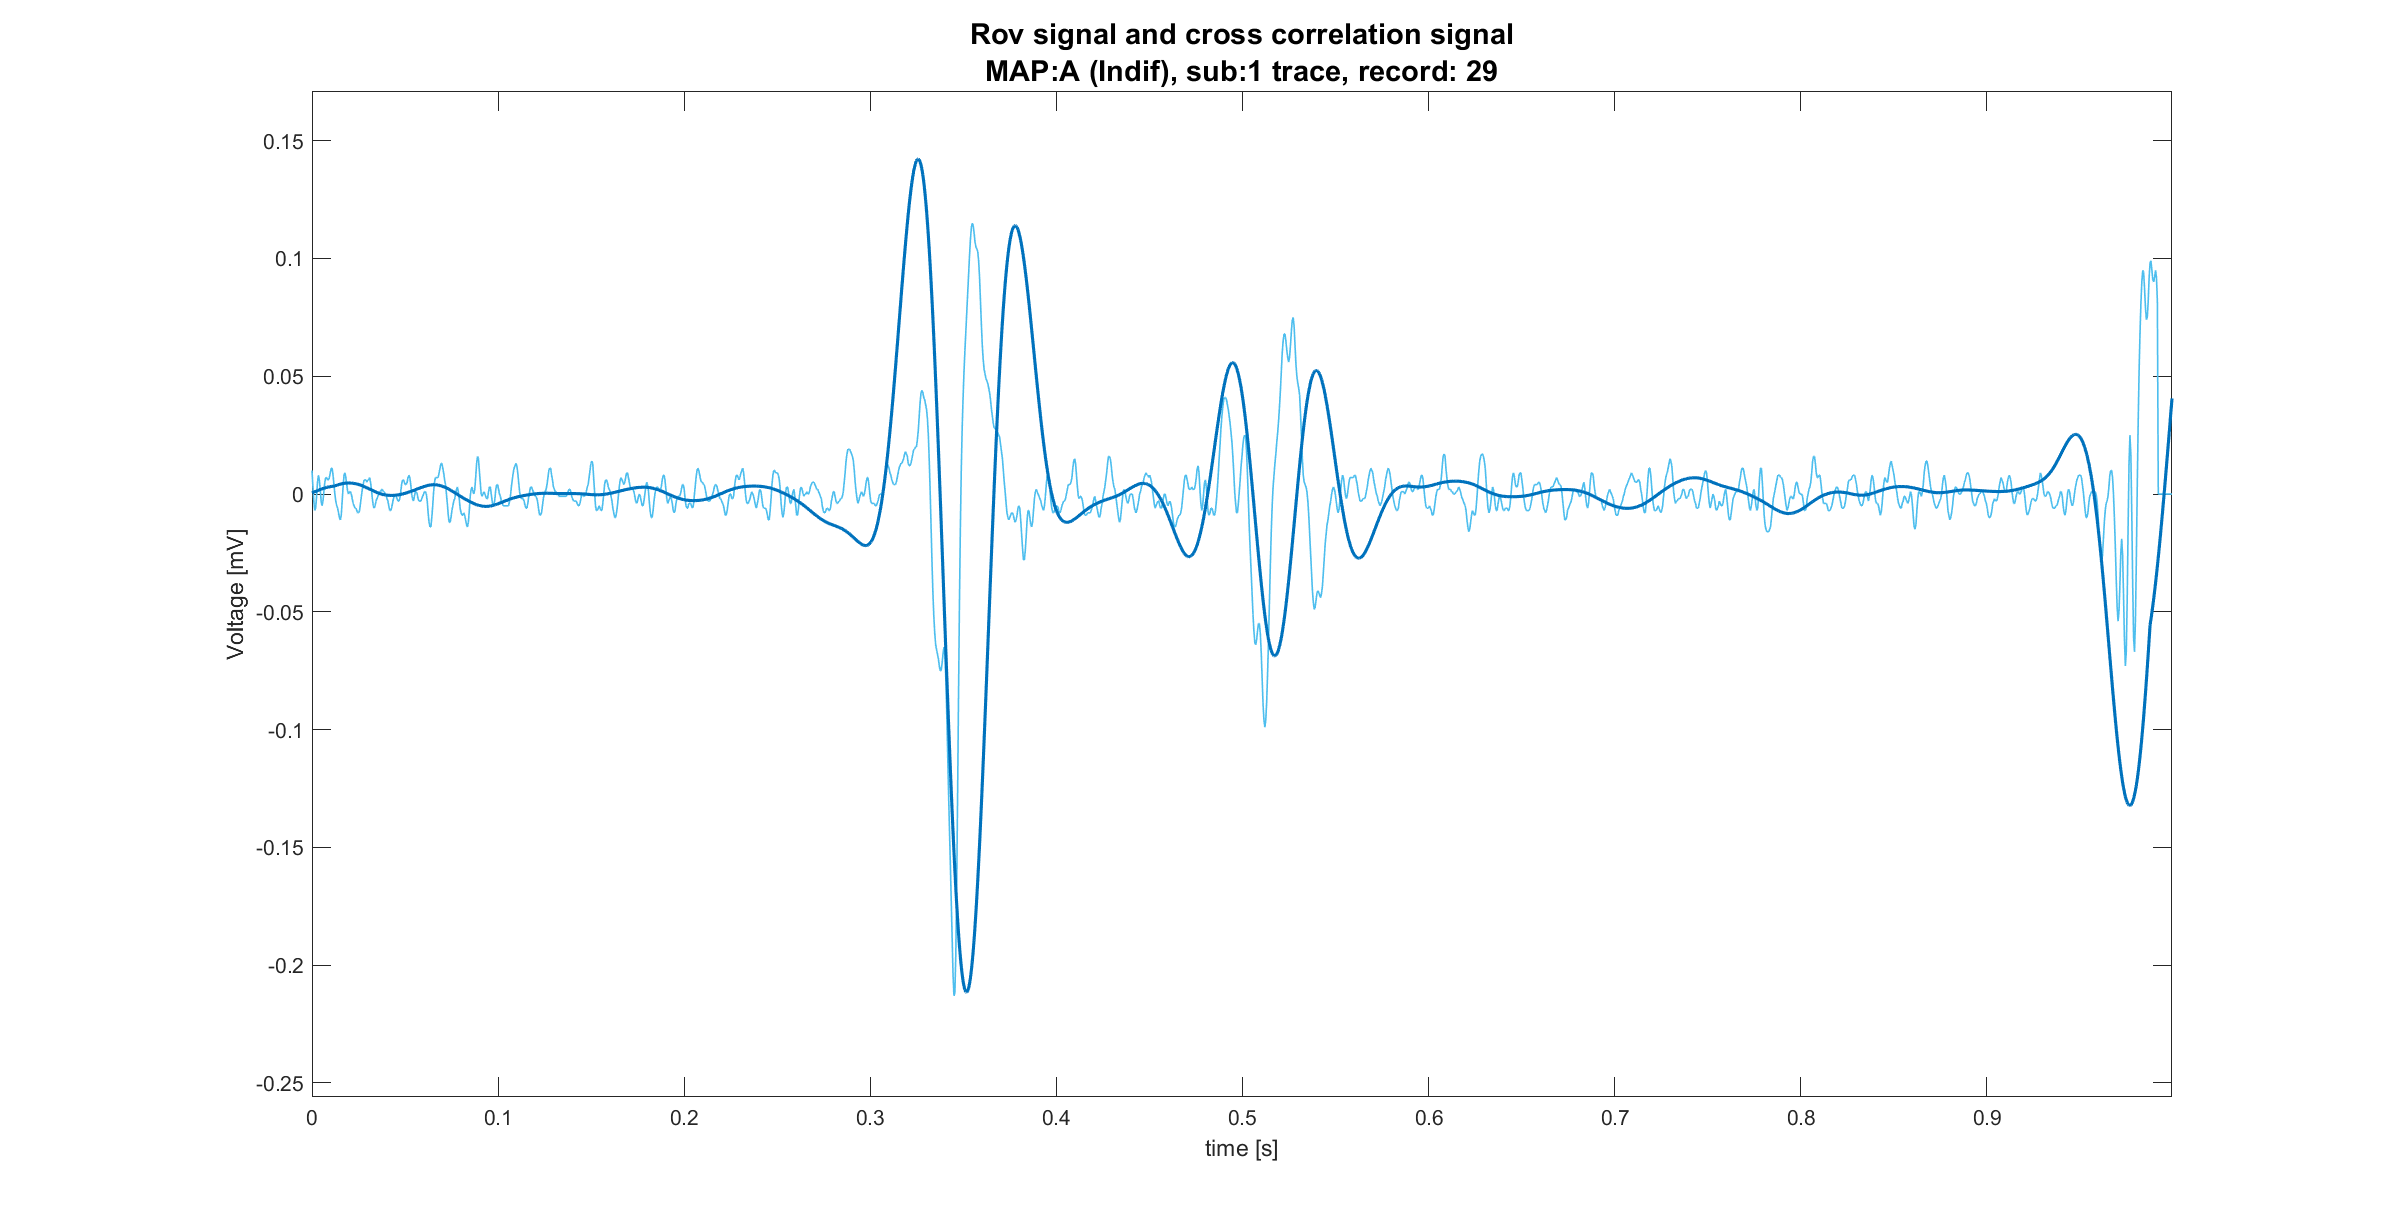 Rov signal and cross correlation signal
MAP:A (Indif), sub:1 trace, record: 29
0.15
0.1
0.05
0
-0.05
-0.1
-0.15
-0.2
-0.25
Voltage [mV]
0 0.1 0.2 0.3 0.4 0.5 0.6 0.7 0.8 0.9
time [s]